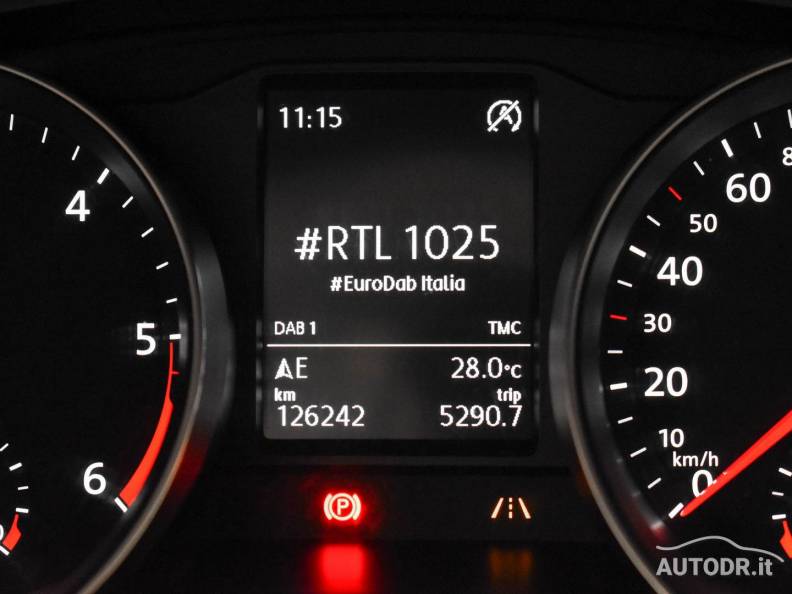 11:15
#RTL 1025
#EuroDab Italia
DAB 1 TMC
E 28.0°C
km trip
126242 5290.7
4
5
6
P
80
60
50
40
30
20
10
km/h
0
AUTODR.it